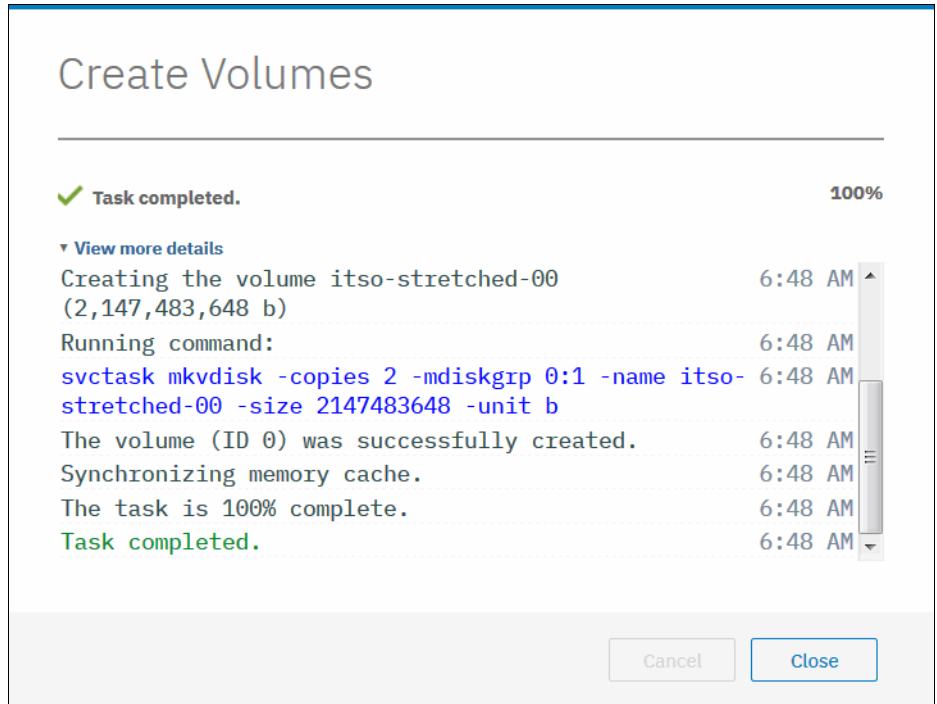 Create Volumes
Task completed. 100%
View more details
Creating the volume itso-stretched-00 6:48 AM
(2,147,483,648 b)
Running command: 6:48 AM
svctask mkvdisk -copies 2 -mdiskgrp 0:1 -name itso- 6:48 AM
stretched-00 -size 2147483648 -unit b
The volume (ID 0) was successfully created. 6:48 AM
Synchronizing memory cache. 6:48 AM
The task is 100% complete. 6:48 AM
Task completed. 6:48 AM
Cancel Close